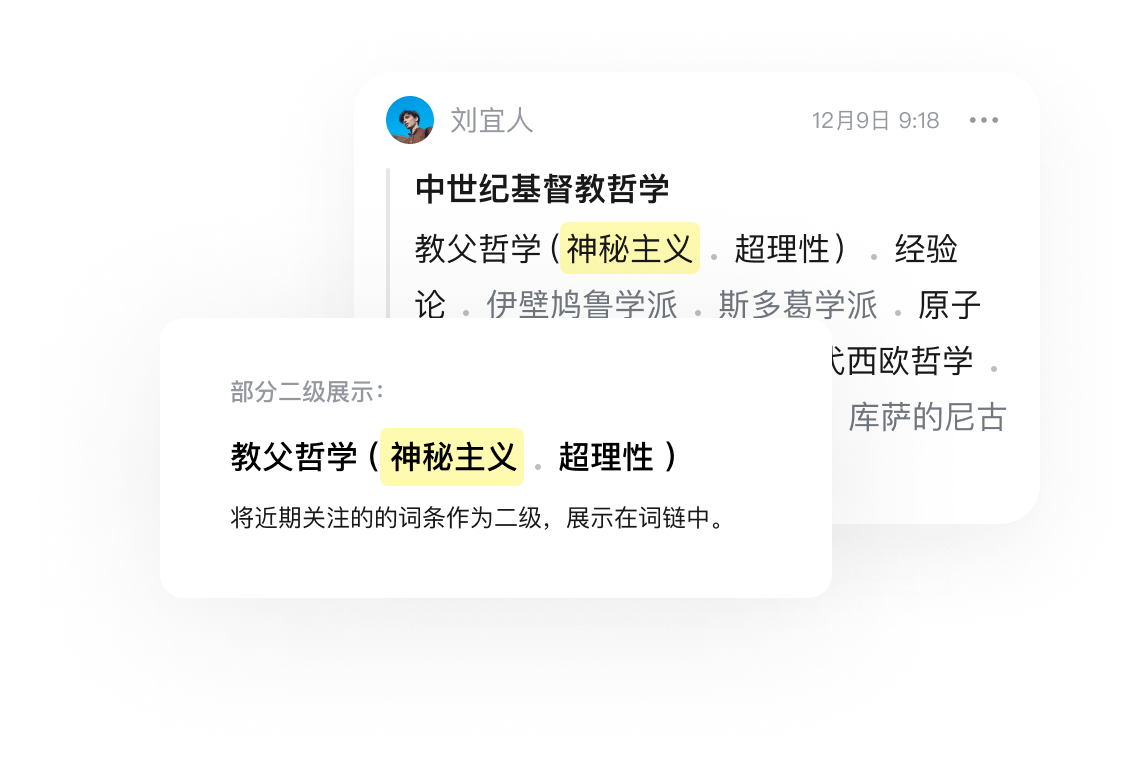 刘宜人
12月9日 9:18
中世纪基督教哲学
教父哲学(神秘主义 . 超理性) . 经验
论 . 伊壁鸠鲁学派 . 斯多葛学派 . 原子
西欧哲学 .
库萨的尼古
部分二级展示:
教父哲学(神秘主义 . 超理性)
将近期关注的的词条作为二级，展示在词链中。